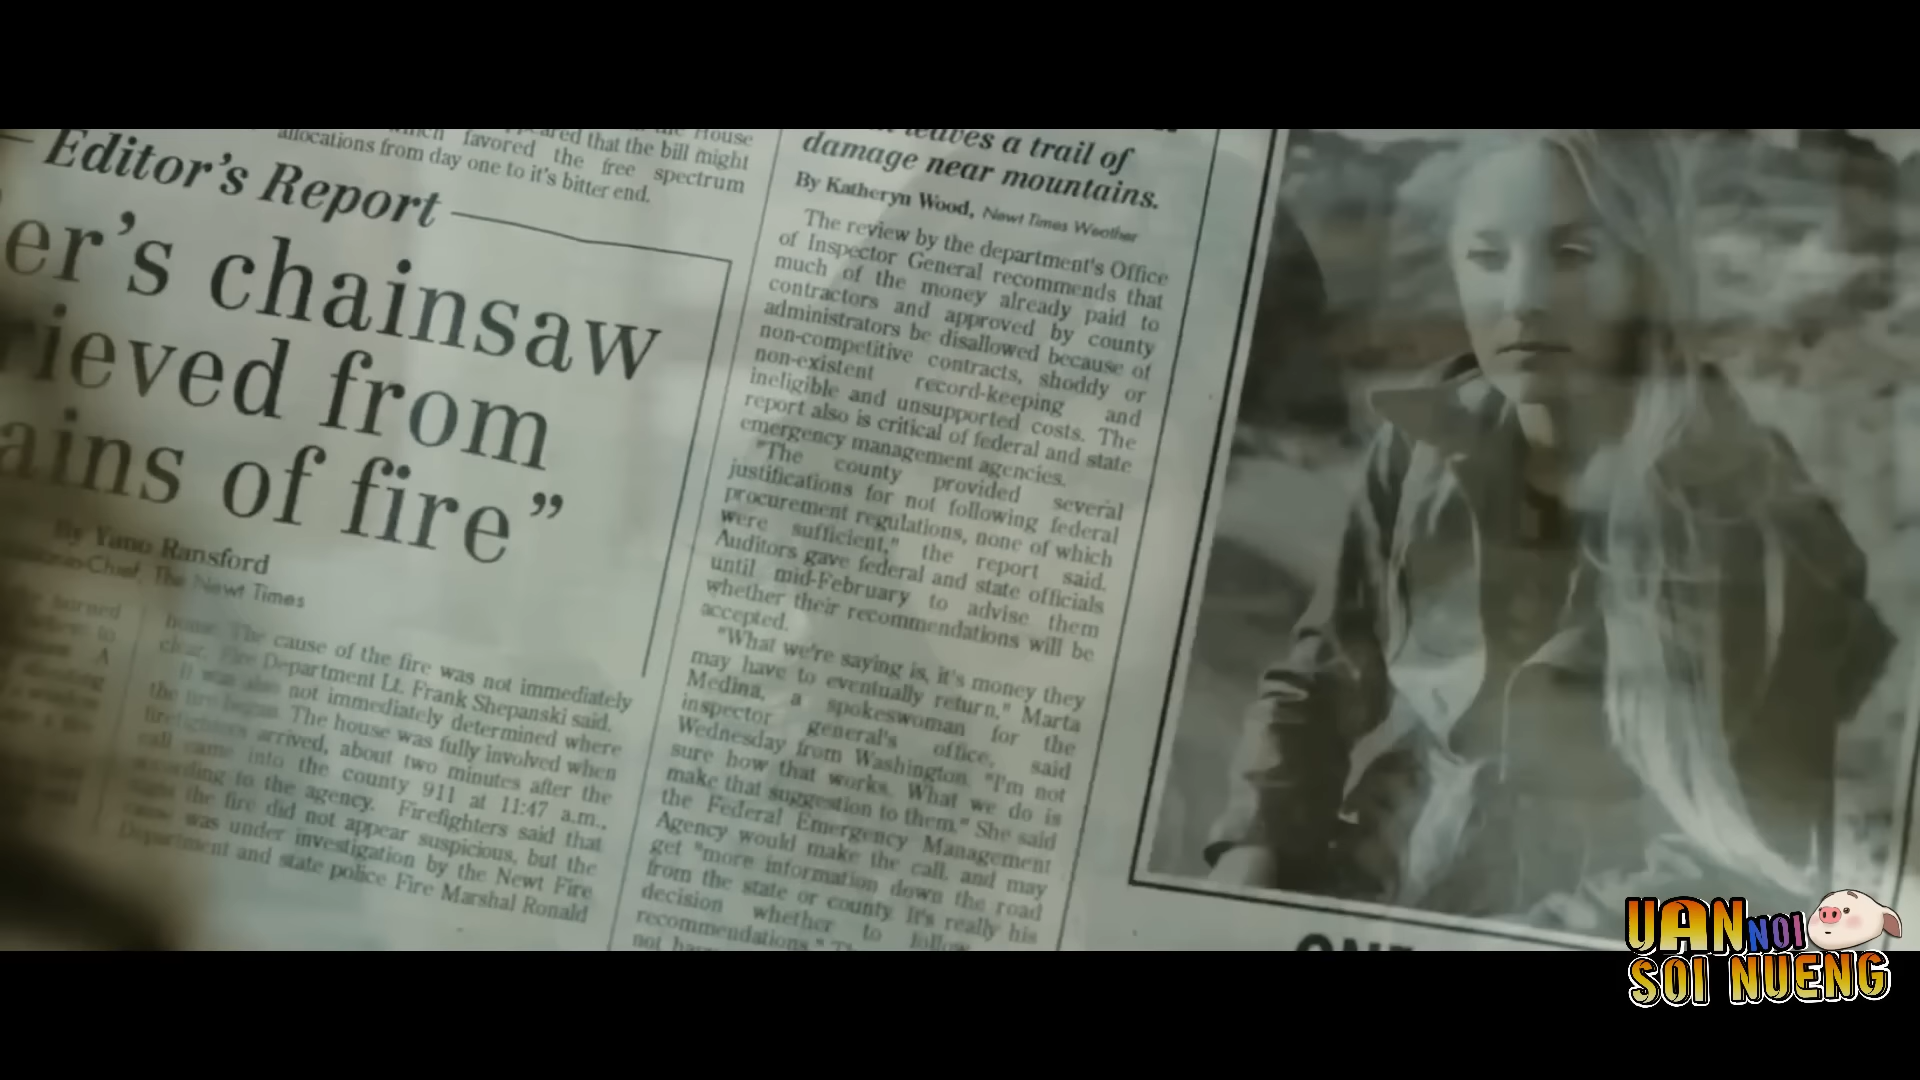 Editor's Report
er's chainsaw
rieved from
ains of fire"
By Yano Ransford
The Newt Times
home. The cause of the fire was not immediately
clear, Fire Department Lt. Frank Shepanski said.
It was also not immediately determined where
the fire began. The house was fully involved when
firefighters arrived, about two minutes after the
call came into the county 911 at 11:47 a.m.,
according to the agency. Firefighters said that
night the fire did not appear suspicious, but the
cause was under investigation by the Newt Fire
Department and state police Fire Marshal Ronald
the House
appeared that the bill might
which favored the free spectrum
allocations from day one to it's bitter end.
leaves a trail of
damage near mountains.
By Katheryn Wood, Newt Times Weather
The review by the department's Office
of Inspector General recommends that
much of the money already paid to
contractors and approved by county
administrators be disallowed because of
non-competitive contracts, shoddy or
non-existent record-keeping and
ineligible and unsupported costs. The
report also is critical of federal and state
emergency management agencies.
"The county provided several
justifications for not following federal
procurement regulations, none of which
were sufficient," the report said.
Auditors gave federal and state officials
until mid-February to advise them
whether their recommendations will be
accepted.
"What we're saying is, it's money they
may have to eventually return," Marta
Medina, a spokeswoman for the
inspector general's office, said
Wednesday from Washington. "I'm not
sure how that works. What we do is
make that suggestion to them." She said
the Federal Emergency Management
Agency would make the call, and may
get "more information down the road
from the state or county. It's really his
decision whether to follow
recommendations."
UAN NOI
SOI NUENG